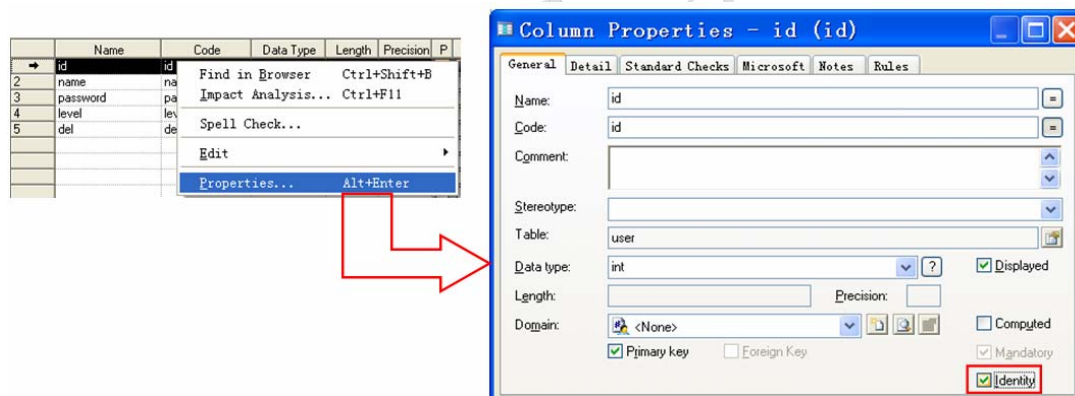 Name Code Data Type Length Precision P
id id
2 name na
3 password pa
4 level lev
5 del de
Find in Browser Ctrl+Shift+B
Impact Analysis... Ctrl+F11
Spell Check...
Edit
Properties... Alt+Enter
Column Properties - id (id)
General Detail Standard Checks Microsoft Notes Rules
Name: id =
Code: id =
Comment:
Stereotype:
Table: user
Data type: int ? Displayed
Length: Precision:
Domain: <None> Computed
Primary key Foreign Key Mandatory
Identity